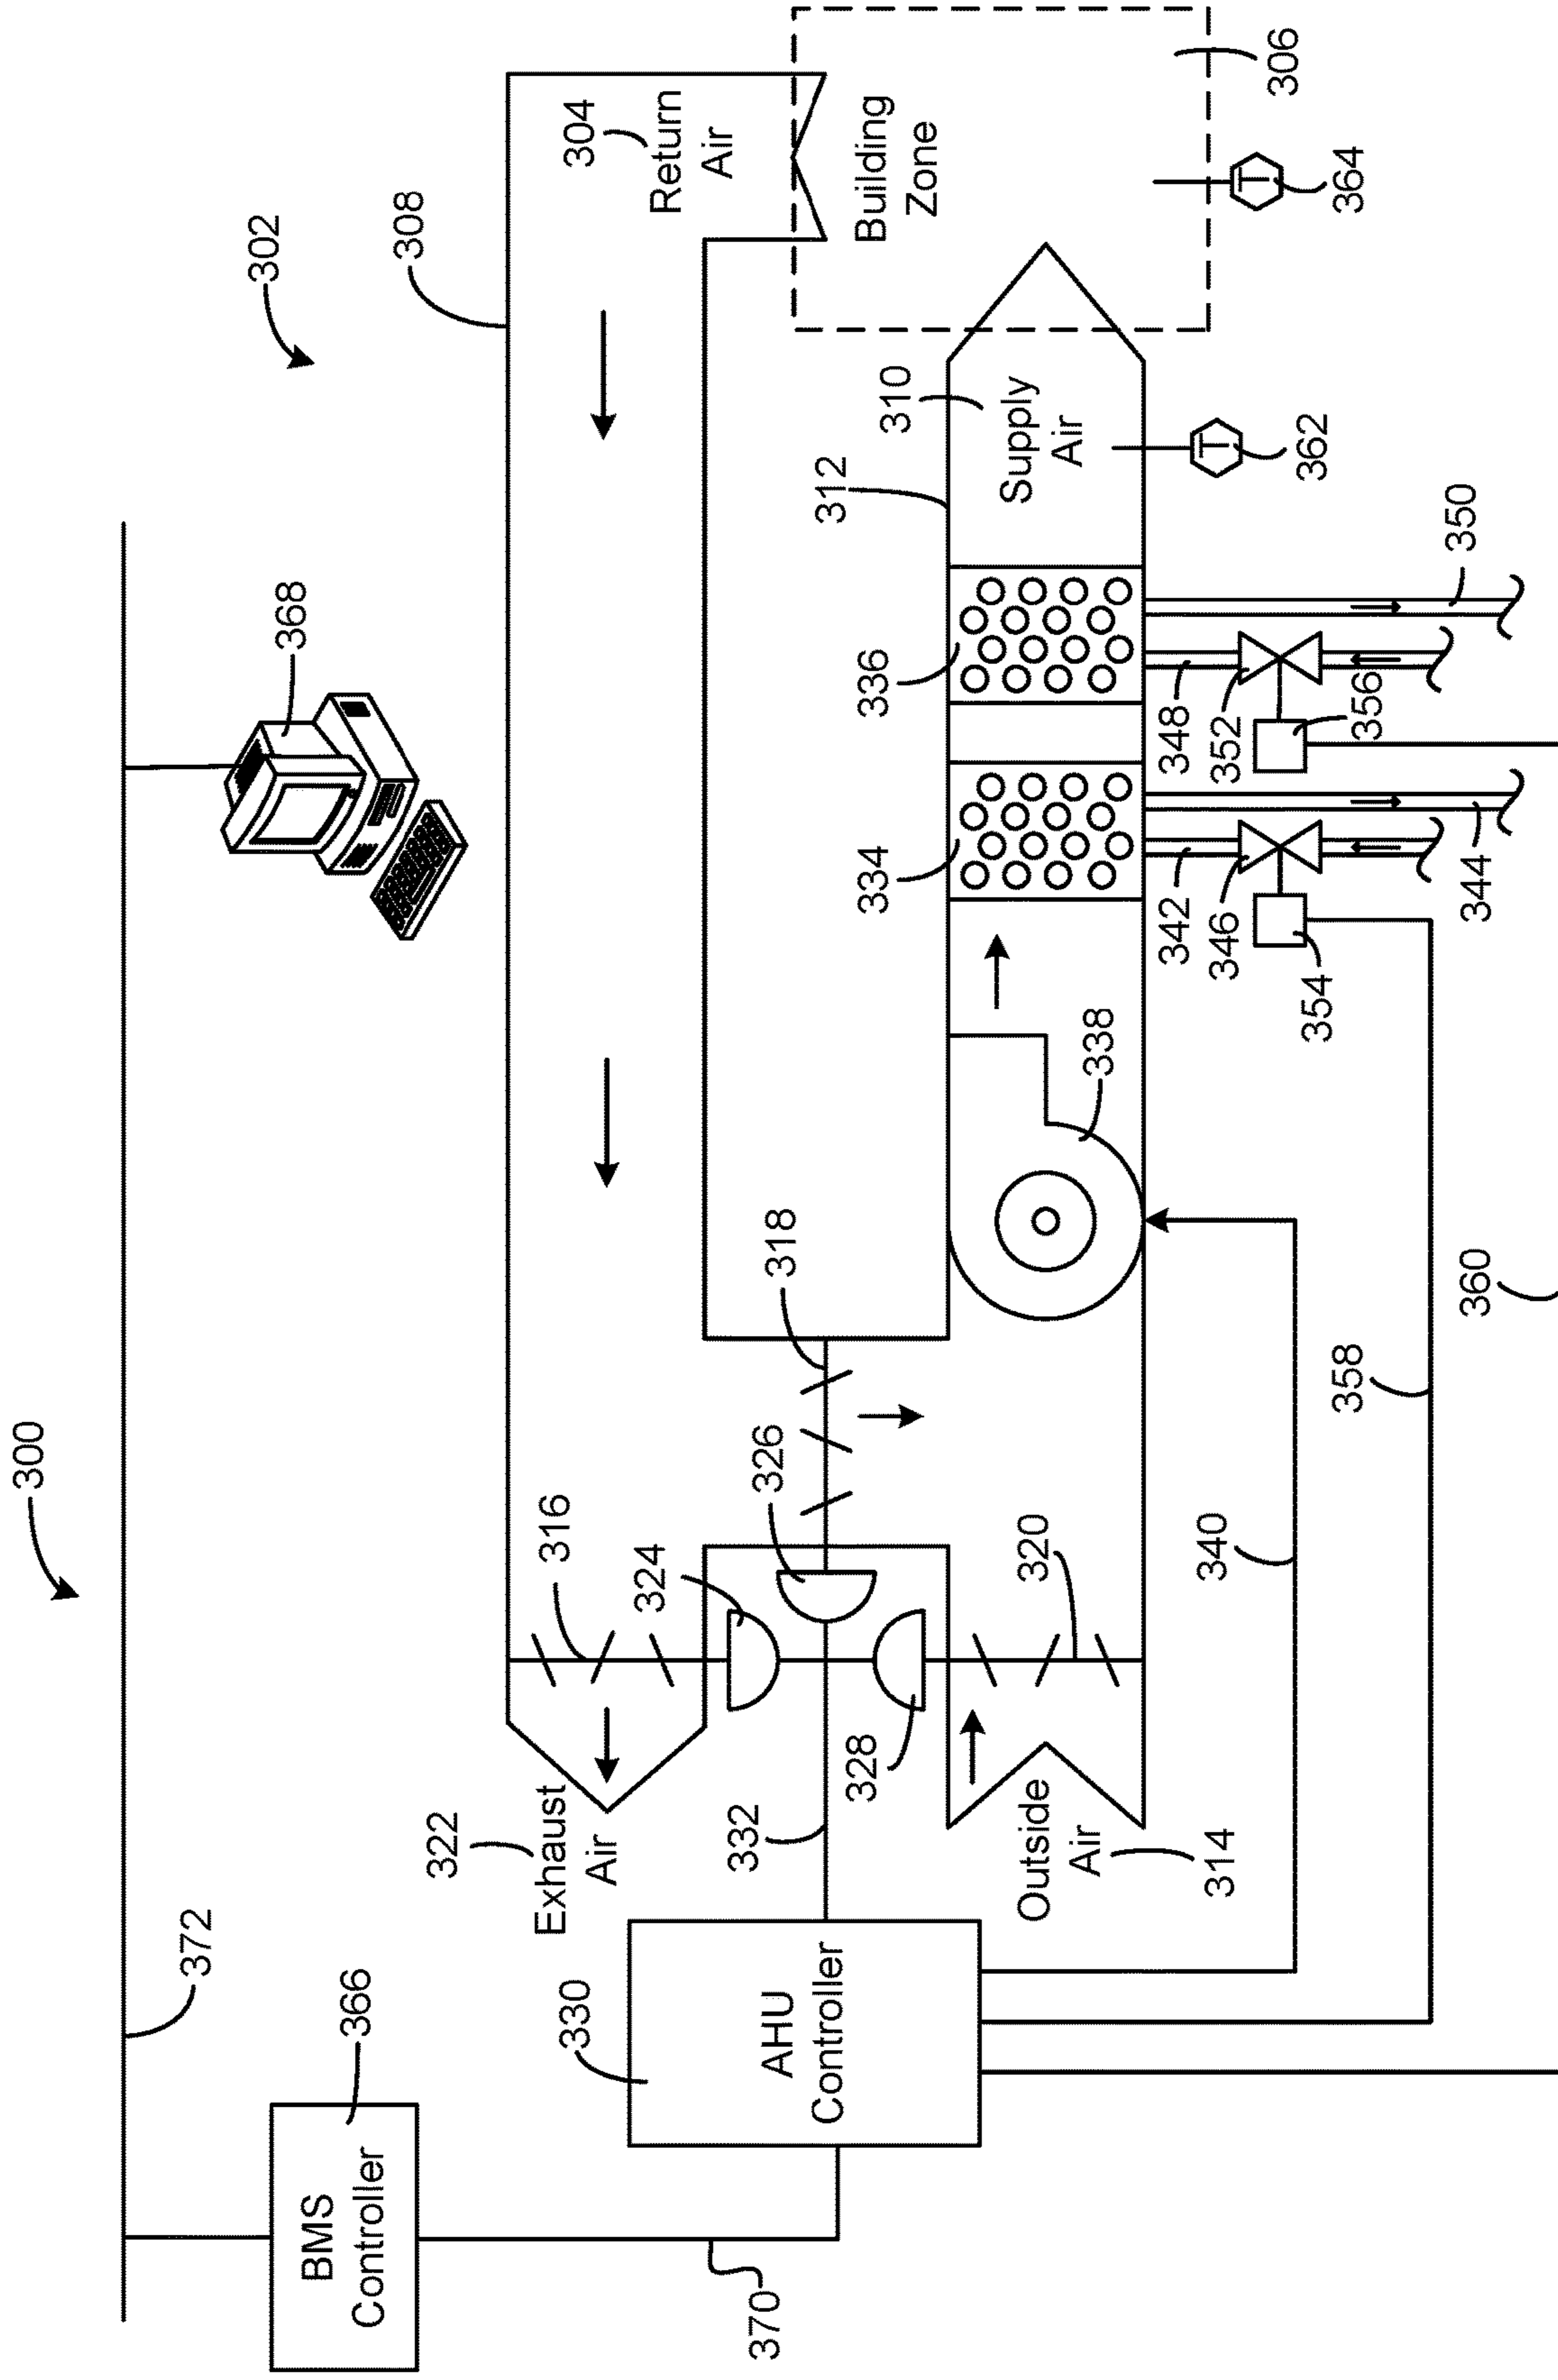 300
372
366
BMS
Controller
370
368
302
308
304
Return
Air
Building
Zone
306
364
T
322
Exhaust
Air
316
324
326
318
330
AHU
Controller
332
328
Outside
Air
314
320
338
340
334
336
312
310
Supply
Air
362
T
342
346
354
344
348
352
356
350
358
360